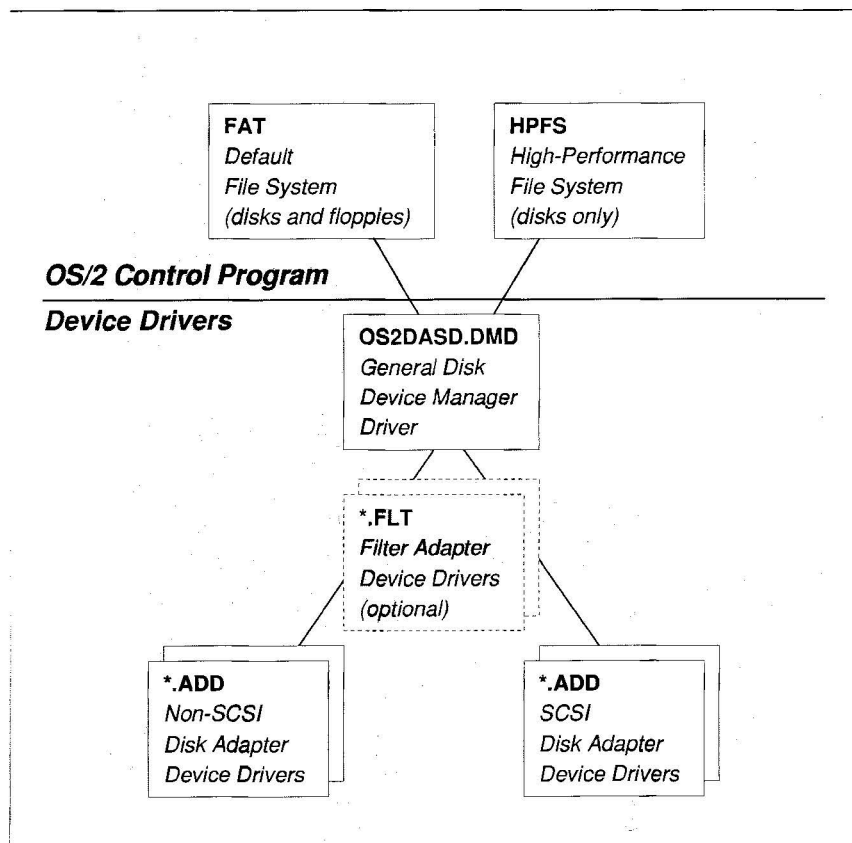 FAT
Default
File System
(disks and floppies)
HPFS
High-Performance
File System
(disks only)
OS/2 Control Program
Device Drivers
OS2DASD.DMD
General Disk
Device Manager
Driver
*.FLT
Filter Adapter
Device Drivers
(optional)
*.ADD
Non-SCSI
Disk Adapter
Device Drivers
*.ADD
SCSI
Disk Adapter
Device Drivers